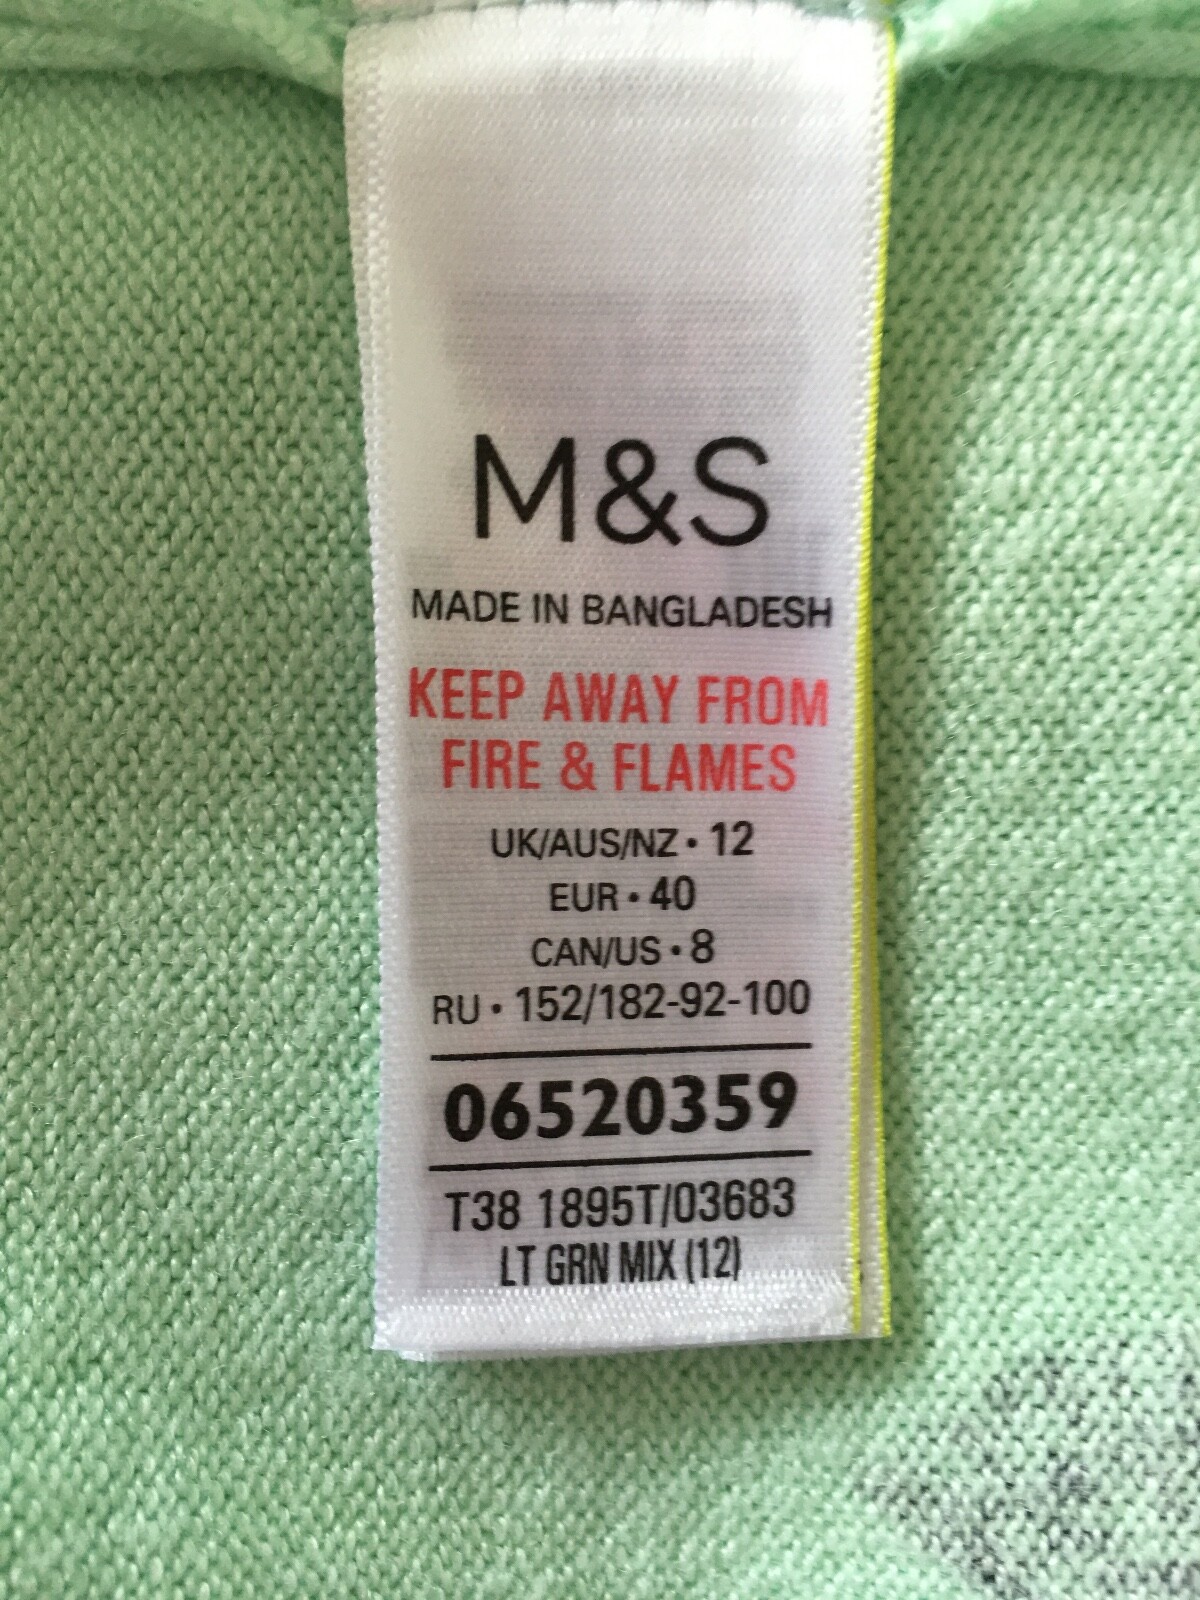 M&S
MADE IN BANGLADESH
KEEP AWAY FROM
FIRE & FLAMES
UK/AUS/NZ • 12
EUR • 40
CAN/US • 8
RU • 152/182-92-100
06520359
T38 1895T/03683
LT GRN MIX (12)